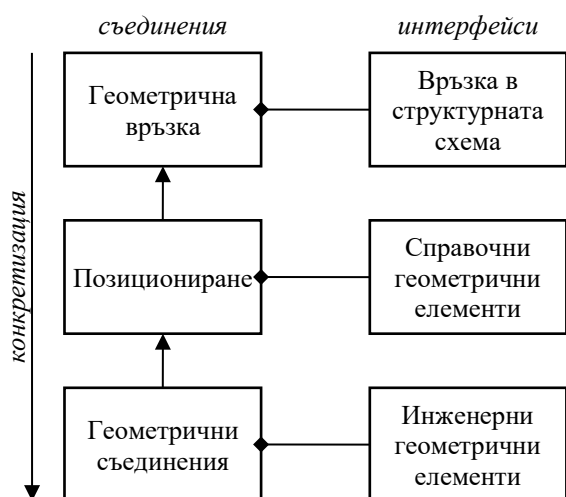 съединения
интерфейси
конкретизация
Геометрична
връзка
Връзка в
структурната
схема
Позициониране
Справочни
геометрични
елементи
Геометрични
съединения
Инженерни
геометрични
елементи